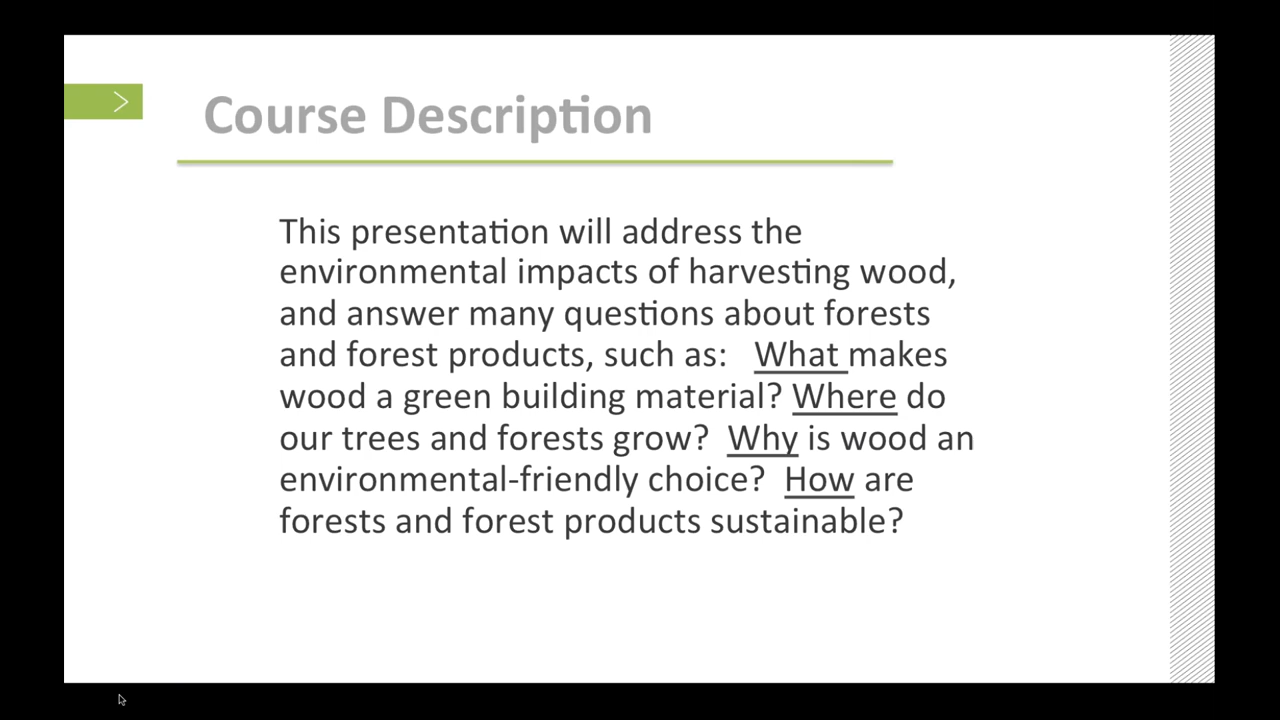 Course Description
This presentation will address the
environmental impacts of harvesting wood,
and answer many questions about forests
and forest products, such as: What makes
wood a green building material? Where do
our trees and forests grow? Why is wood an
environmental-friendly choice? How are
forests and forest products sustainable?